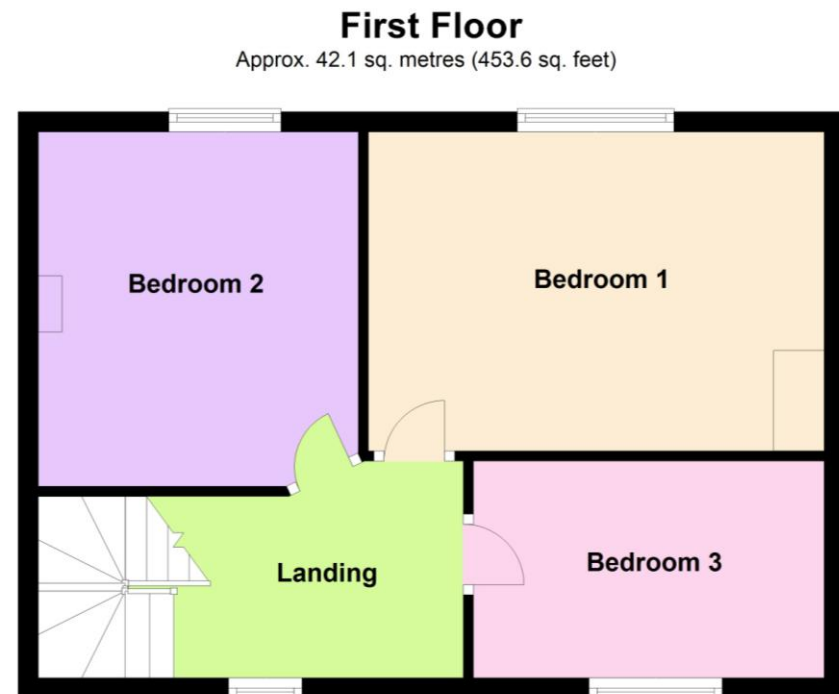 First Floor
Approx. 42.1 sq. metres (453.6 sq. feet)
Bedroom 2
Bedroom 1
Bedroom 3
Landing